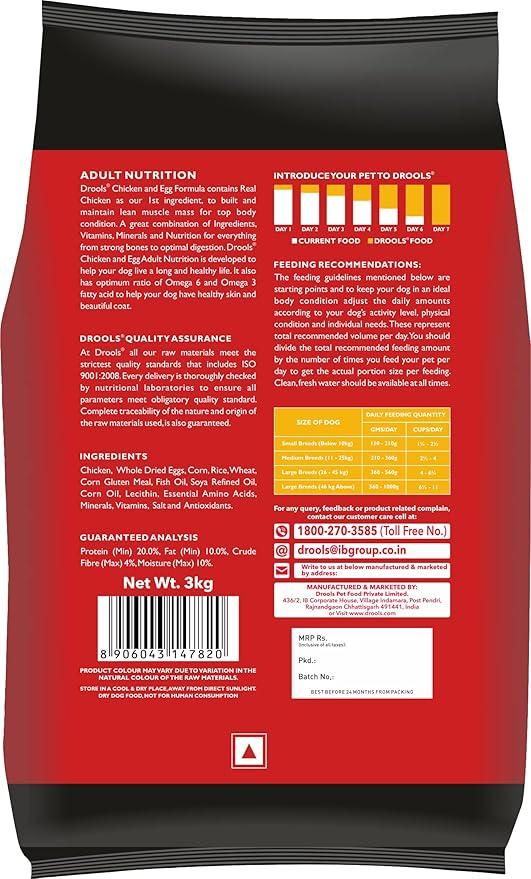 ADULT NUTRITION
Drools® Chicken and Egg Formula contains Real
Chicken as our 1st ingredient, to built and
maintain lean muscle mass for top body
condition. A great combination of Ingredients,
Vitamins, Minerals and Nutrition for everything
from strong bones to optimal digestion. Drools®
Chicken and Egg Adult Nutrition is developed to
help your dog live a long and healthy life. It also
has optimum ratio of Omega 6 and Omega 3
fatty acid to help your dog have healthy skin and
beautiful coat.
DROOLS® QUALITY ASSURANCE
At Drools® all our raw materials meet the
strictest quality standards that includes ISO
9001:2008. Every delivery is thoroughly checked
by nutritional laboratories to ensure all
parameters meet obligatory quality standard.
Complete traceability of the nature and origin of
the raw materials used, is also guaranteed.
INGREDIENTS
Chicken, Whole Dried Eggs, Corn, Rice, Wheat,
Corn Gluten Meal, Fish Oil, Soya Refined Oil,
Corn Oil, Lecithin, Essential Amino Acids,
Minerals, Vitamins, Salt and Antioxidants.
GUARANTEED ANALYSIS
Protein (Min) 20.0%, Fat (Min) 10.0%, Crude
Fibre (Max) 4%, Moisture (Max) 10%.
Net Wt. 3kg
8 906043 147820
PRODUCT COLOUR MAY VARY DUE TO VARIATION IN THE
NATURAL COLOUR OF THE RAW MATERIALS.
STORE IN A COOL & DRY PLACE, AWAY FROM DIRECT SUNLIGHT.
DRY DOG FOOD, NOT FOR HUMAN CONSUMPTION
INTRODUCE YOUR PET TO DROOLS®
DAY 1 DAY 2 DAY 3 DAY 4 DAY 5 DAY 6 DAY 7
CURRENT FOOD DROOLS® FOOD
FEEDING RECOMMENDATIONS:
The feeding guidelines mentioned below are
starting points and to keep your dog in an ideal
body condition adjust the daily amounts
according to your dog's activity level, physical
condition and individual needs. These represent
total recommended volume per day. You should
divide the total recommended feeding amount
by the number of times you feed your pet per
day to get the actual portion size per feeding.
Clean, fresh water should be available at all times.
SIZE OF DOG DAILY FEEDING QUANTITY
GMS/DAY CUPS/DAY
Small Breeds (Below 10kg) 150 - 210g
Medium Breeds (11 - 25kg) 210 - 360g 2½ - 4
Large Breeds (26 - 45 kg) 360 - 560g
Large Breeds (46 kg Above) 560 - 1000g
For any query, feedback or product related complain,
contact our customer care cell at:
1800-270-3585 (Toll Free No.)
@ drools@ibgroup.co.in
Write to us at below manufactured & marketed
by address:
MANUFACTURED & MARKETED BY:
Drools Pet Food Private Limited.
436/2, IB Corporate House, Village Indamara, Post Pendri,
Rajnandgaon Chhattisgarh 491441, India
or Visit www.drools.com
MRP Rs.
(Inclusive of all taxes):
Pkd.:
Batch No.:
BEST BEFORE 24 MONTHS FROM PACKING